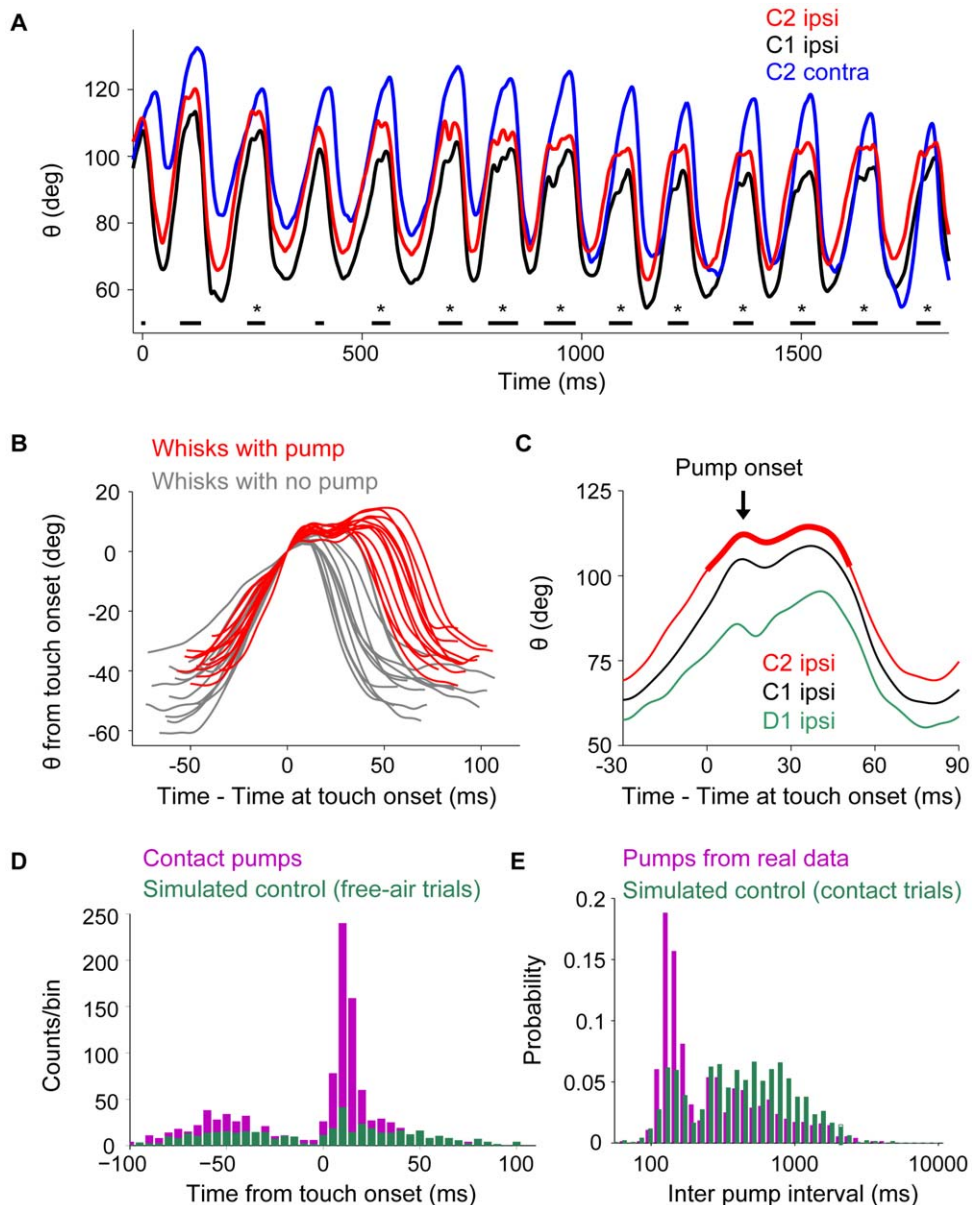 A
C2 ipsi
C1 ipsi
C2 contra
120
100
80
60
θ (deg)
* * * * * * * * * * *
0 500 1000 1500
Time (ms)
B
Whisks with pump
Whisks with no pump
20
0
-20
-40
-60
θ from touch onset (deg)
-50 0 50 100
Time - Time at touch onset (ms)
C
Pump onset
125
100
75
50
θ (deg)
C2 ipsi
C1 ipsi
D1 ipsi
-30 0 30 60 90
Time - Time at touch onset (ms)
D
Contact pumps
Simulated control (free-air trials)
250
200
150
100
50
0
Counts/bin
−100 −50 0 50 100
Time from touch onset (ms)
E
Pumps from real data
Simulated control (contact trials)
0.2
0.15
0.1
0.05
0
Probability
100 1000 10000
Inter pump interval (ms)